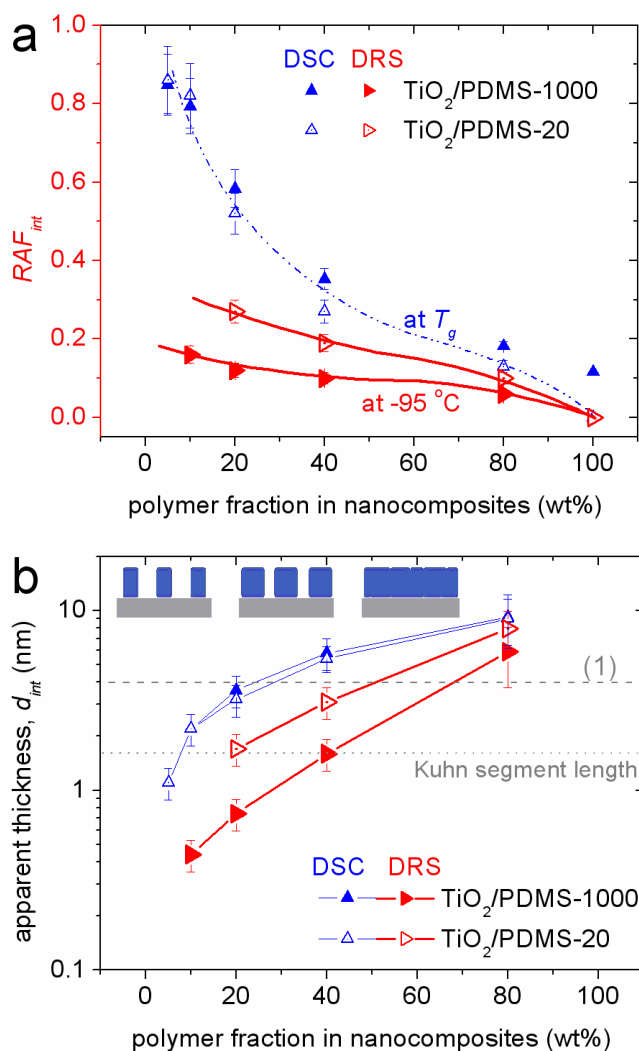 a
DSC DRS
TiO2/PDMS-1000
TiO2/PDMS-20
1.0
0.8
0.6
0.4
0.2
0.0
RAFint
at Tg
at -95 °C
0 20 40 60 80 100
polymer fraction in nanocomposites (wt%)
b
10
1
0.1
apparent thickness, dint (nm)
(1)
Kuhn segment length
DSC DRS
TiO2/PDMS-1000
TiO2/PDMS-20
0 20 40 60 80 100
polymer fraction in nanocomposites (wt%)